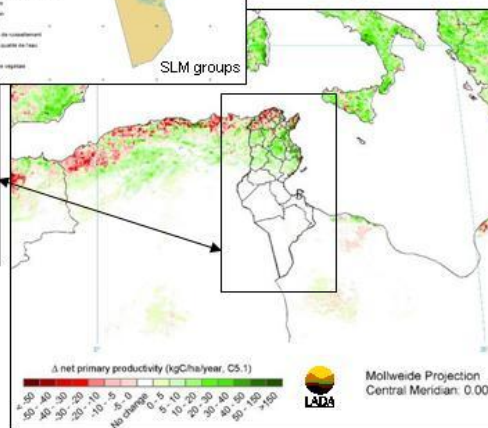 de ruissellement
qualité de l'eau
végétale
SLM groups
Δ net primary productivity (kgC/ha/year, C5.1)
< -50
-50 - -40
-40 - -30
-30 - -20
-20 - -10
-10 - -5
-5 - 0
No change
0 - 5
5 - 10
10 - 20
20 - 30
30 - 40
40 - 50
50 - 150
>150
LADA
Mollweide Projection
Central Meridian: 0.00